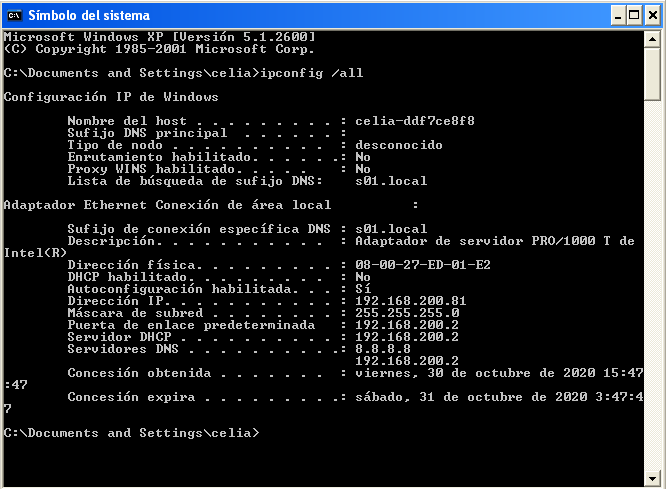 Símbolo del sistema
Microsoft Windows XP [Versión 5.1.2600]
(C) Copyright 1985-2001 Microsoft Corp.
C:\Documents and Settings\celia>ipconfig /all
Configuración IP de Windows
Nombre del host . . . . . . . . . : celia-ddf7ce8f8
Sufijo DNS principal . . . . . . :
Tipo de nodo . . . . . . . . . . : desconocido
Enrutamiento habilitado. . . . . .: No
Proxy WINS habilitado. . . . . : No
Lista de búsqueda de sufijo DNS: s01.local
Adaptador Ethernet Conexión de área local :
Sufijo de conexión específica DNS : s01.local
Descripción. . . . . . . . . . . : Adaptador de servidor PRO/1000 T de
Intel(R)
Dirección física. . . . . . . . . : 08-00-27-ED-01-E2
DHCP habilitado. . . . . . . . . : No
Autoconfiguración habilitada. . . : Sí
Dirección IP. . . . . . . . . . . : 192.168.200.81
Máscara de subred . . . . . . . . : 255.255.255.0
Puerta de enlace predeterminada : 192.168.200.2
Servidor DHCP . . . . . . . . . . : 192.168.200.2
Servidores DNS . . . . . . . . . .: 8.8.8.8
192.168.200.2
Concesión obtenida . . . . . . . : viernes, 30 de octubre de 2020 15:47
:47
Concesión expira . . . . . . . . .: sábado, 31 de octubre de 2020 3:47:4
7
C:\Documents and Settings\celia>